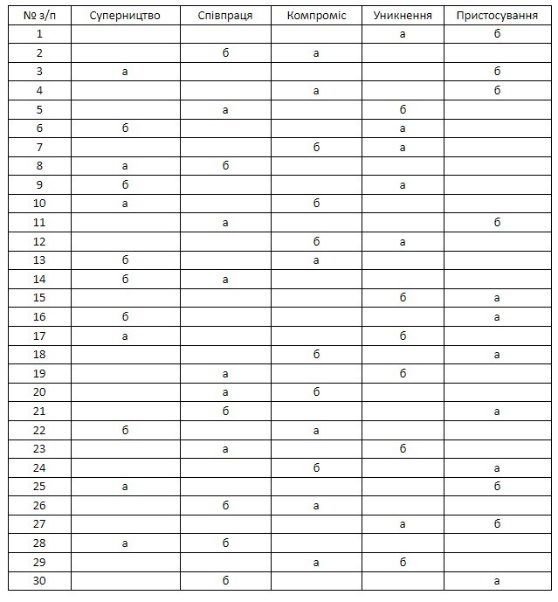 № з/п Суперництво Співпраця Компроміс Уникнення Пристосування
1 а б
2 б а
3 а б
4 а б
5 а б
6 б а
7 б а
8 а б
9 б а
10 а б
11 а б
12 б а
13 б а
14 б а
15 б а
16 б а
17 а б
18 б а
19 а б
20 а б
21 б а
22 б а
23 а б
24 б а
25 а б
26 б а
27 а б
28 а б
29 а б
30 б а